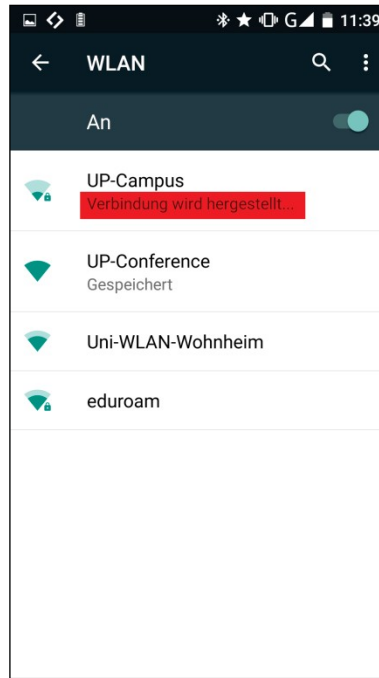 G 11:39
WLAN
An
UP-Campus
Verbindung wird hergestellt...
UP-Conference
Gespeichert
Uni-WLAN-Wohnheim
eduroam